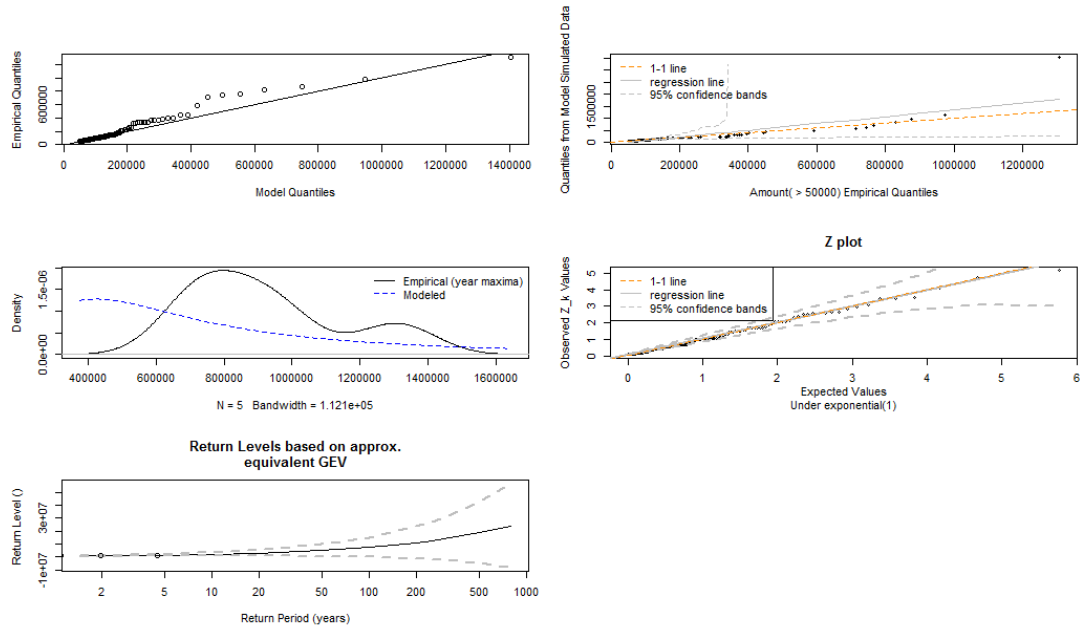 Empirical Quantiles
600000
0
0
200000
400000
600000
800000
1000000
1200000
1400000
Model Quantiles
Quantiles from Model Simulated Data
1500000
0
1-1 line
regression line
95% confidence bands
200000
400000
600000
800000
1000000
1200000
Amount( > 50000) Empirical Quantiles
Density
1.5e-06
0.0e+00
Empirical (year maxima)
Modeled
400000
600000
800000
1000000
1200000
1400000
1600000
N = 5 Bandwidth = 1.121e+05
Z plot
Observed Z_k Values
5
4
3
2
1
0
1-1 line
regression line
95% confidence bands
0
1
2
3
4
5
6
Expected Values
Under exponential(1)
Return Levels based on approx.
equivalent GEV
Return Level ()
3e+07
-1e+07
2
5
10
20
50
100
200
500
1000
Return Period (years)